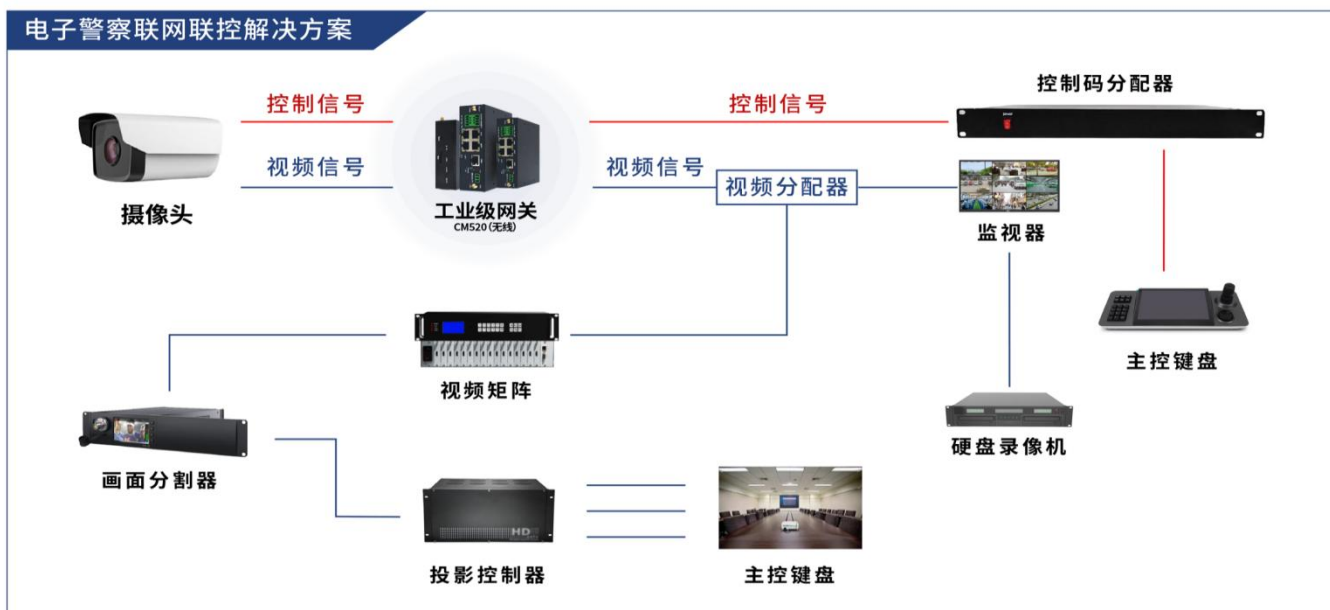 电子警察联网联控解决方案
控制信号
控制信号
控制码分配器
视频信号
视频信号
视频分配器
摄像头
工业级网关
CM520(无线)
监视器
主控键盘
视频矩阵
硬盘录像机
画面分割器
HD
投影控制器
主控键盘